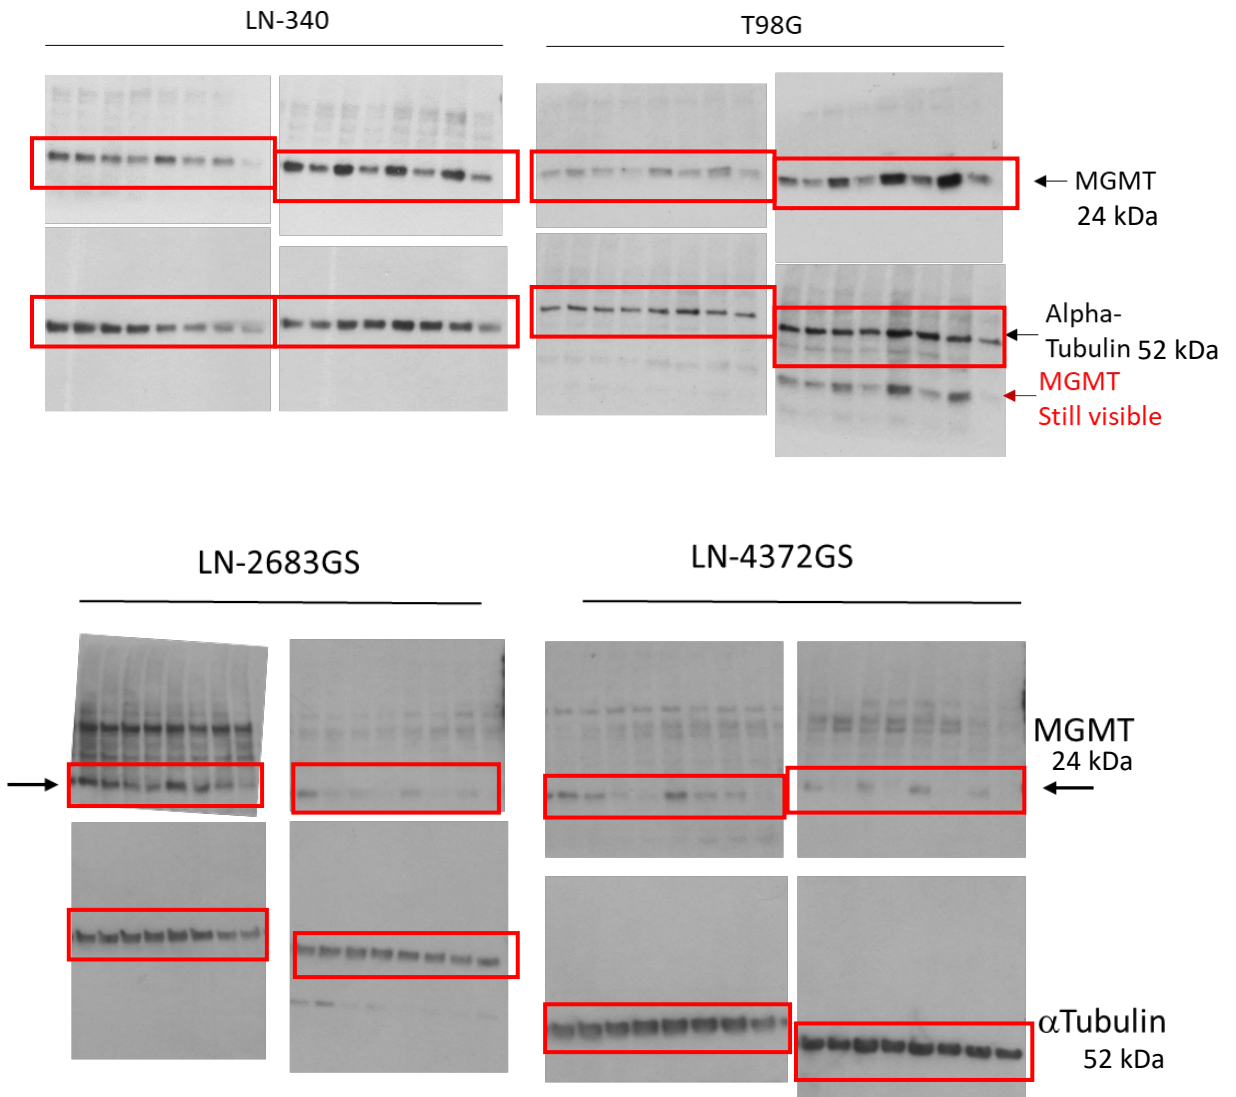 LN-340
T98G
MGMT
24 kDa
Alpha-
Tubulin 52 kDa
MGMT
Still visible
LN-2683GS
LN-4372GS
MGMT
24 kDa
αTubulin
52 kDa